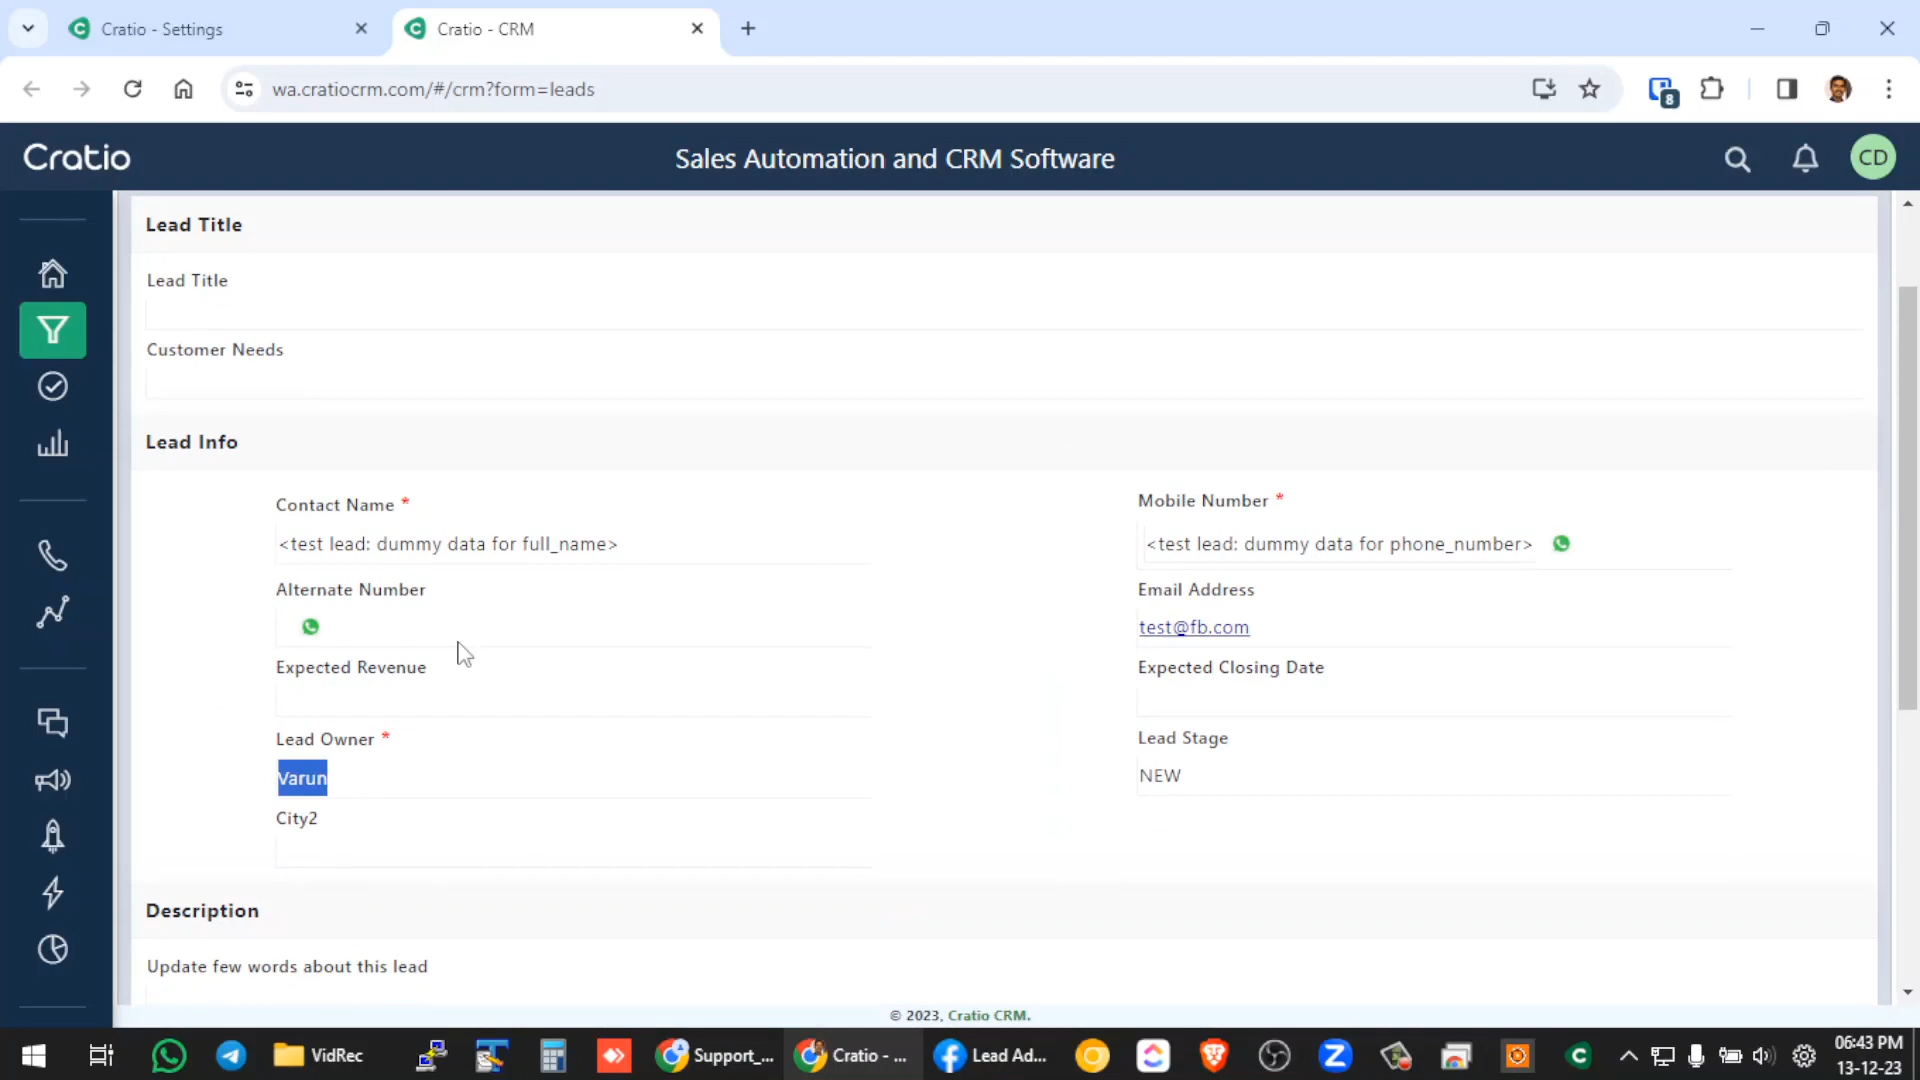 Cratio - Settings
Cratio - CRM
wa.cratiocrm.com/#/crm?form=leads
8
Cratio
Sales Automation and CRM Software
CD
Lead Title
Lead Title
Customer Needs
Lead Info
Contact Name *
Mobile Number *
<test lead: dummy data for full_name>
<test lead: dummy data for phone_number>
Alternate Number
Email Address
test@fb.com
Expected Revenue
Expected Closing Date
Lead Owner *
Lead Stage
Varun
NEW
City2
Description
Update few words about this lead
© 2023, Cratio CRM.
VidRec
Support_...
Cratio - ...
Lead Ad...
06:43 PM
13-12-23